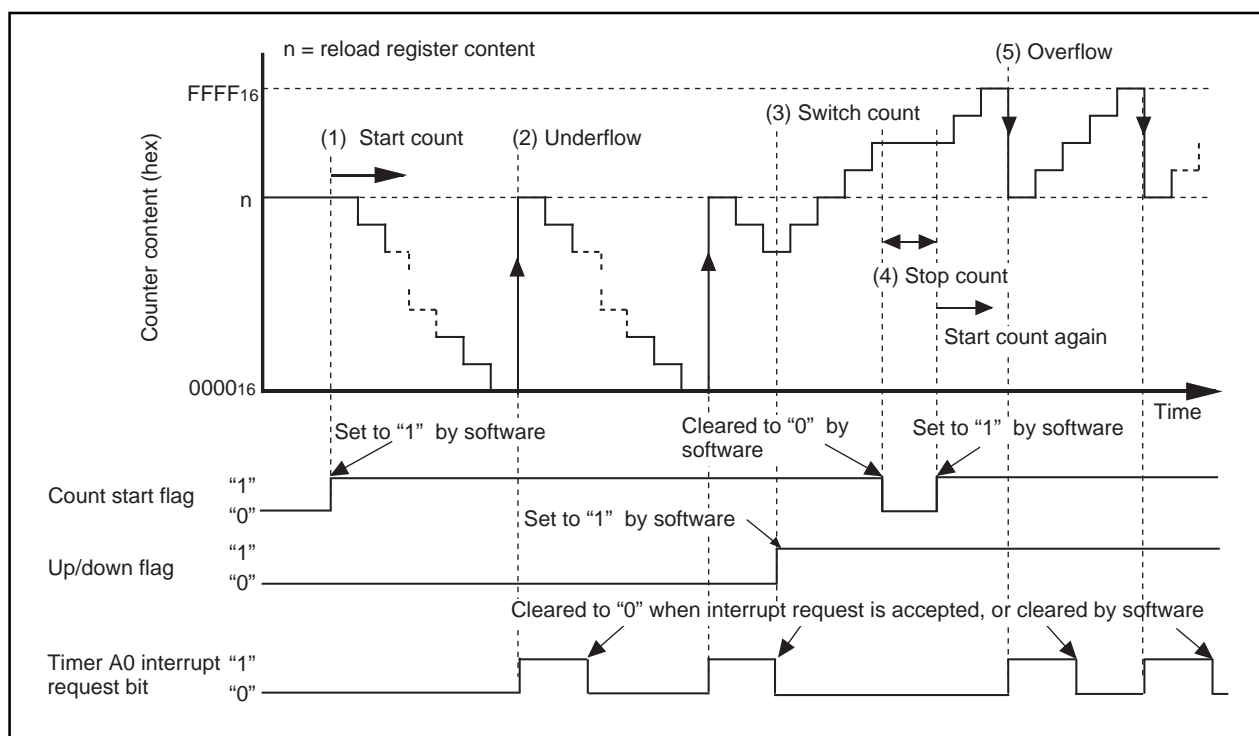 n = reload register content
(5) Overflow
FFFF16
(3) Switch count
(1) Start count
(2) Underflow
Counter content (hex)
n
(4) Stop count
Start count again
000016
Time
Set to “1” by software
Cleared to “0” by
software
Set to “1” by software
Count start flag
“1”
“0”
Set to “1” by software
Up/down flag
“1”
“0”
Cleared to “0” when interrupt request is accepted, or cleared by software
Timer A0 interrupt
request bit
“1”
“0”